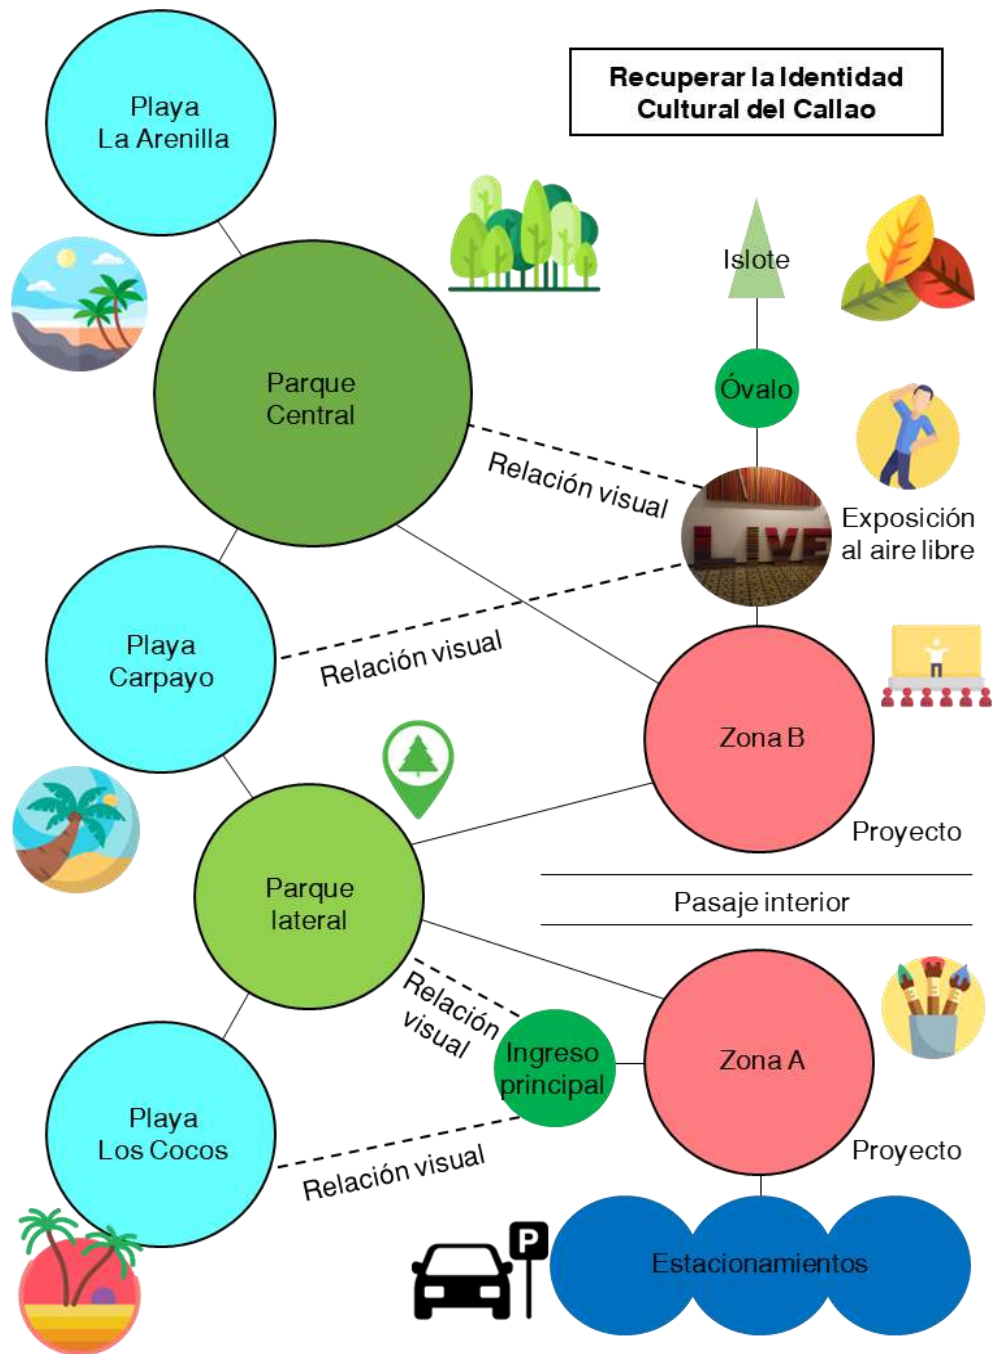 Recuperar la Identidad
Cultural del Callao
Playa
La Arenilla
Islote
Parque
Central
Óvalo
Relación visual
LIVE
Exposición
al aire libre
Playa
Carpayo
Relación visual
Zona B
Proyecto
Parque
lateral
Pasaje interior
Relación
visual
Ingreso
principal
Zona A
Playa
Los Cocos
Relación visual
Proyecto
P
Estacionamientos